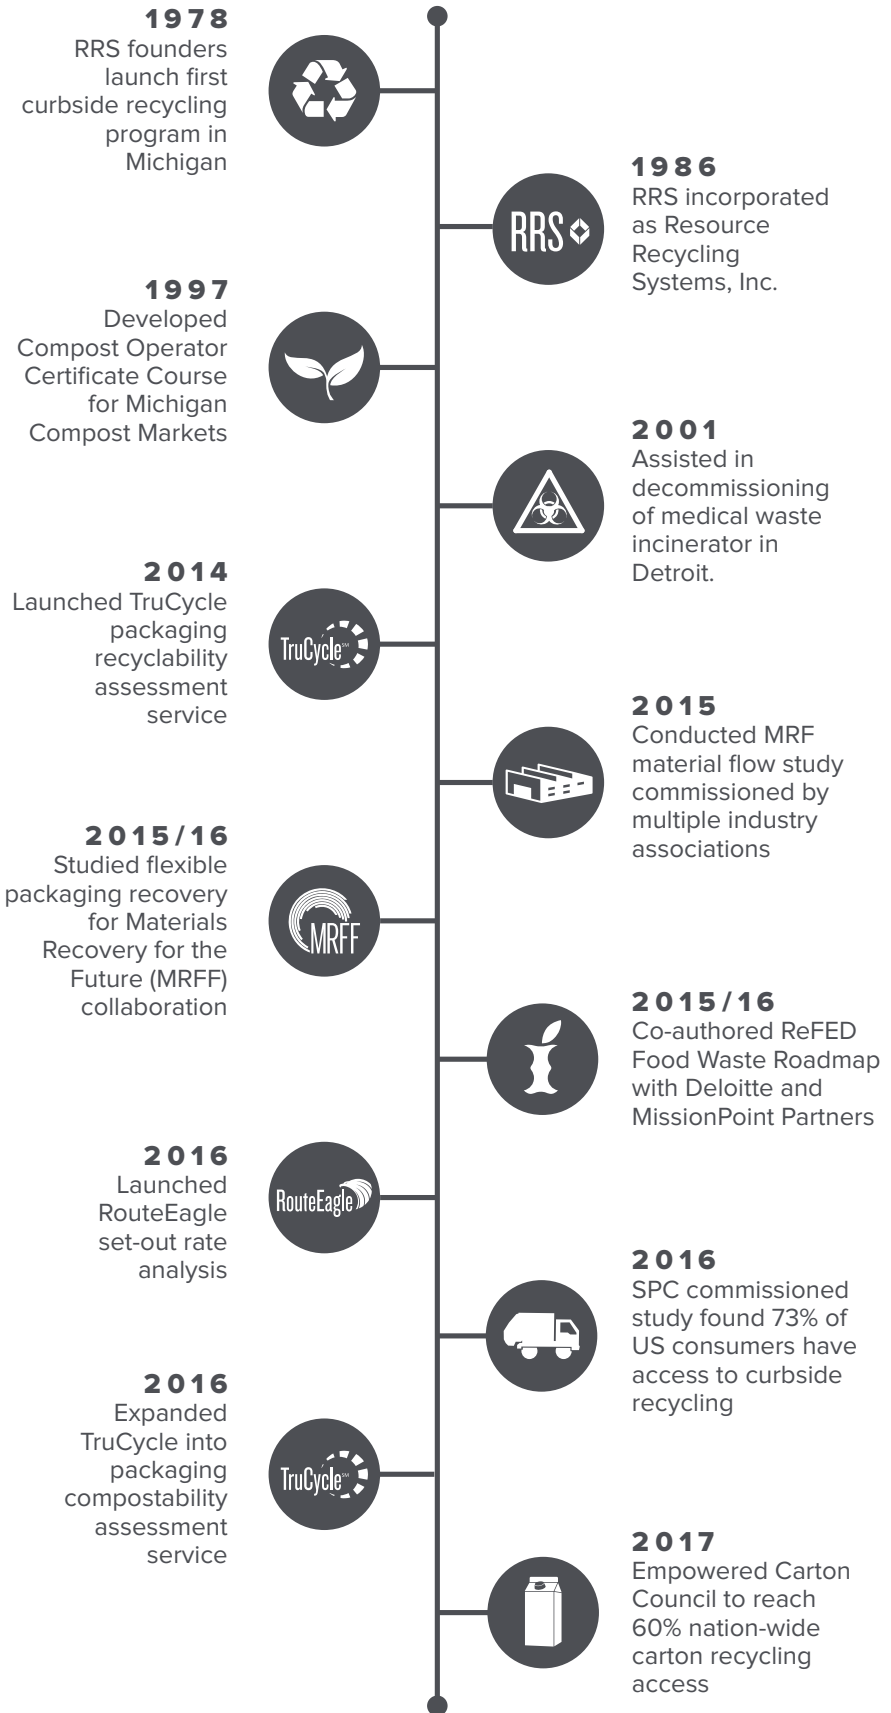 1978
RRS founders
launch first
curbside recycling
program in
Michigan
1986
RRS incorporated
as Resource
Recycling
Systems, Inc.
RRS
1997
Developed
Compost Operator
Certificate Course
for Michigan
Compost Markets
2001
Assisted in
decommissioning
of medical waste
incinerator in
Detroit.
2014
Launched TruCycle
packaging
recyclability
assessment
service
TruCycle℠
2015
Conducted MRF
material flow study
commissioned by
multiple industry
associations
2015/16
Studied flexible
packaging recovery
for Materials
Recovery for the
Future (MRFF)
collaboration
MRFF
2015/16
Co-authored ReFED
Food Waste Roadmap
with Deloitte and
MissionPoint Partners
2016
Launched
RouteEagle
set-out rate
analysis
RouteEagle
2016
SPC commissioned
study found 73% of
US consumers have
access to curbside
recycling
2016
Expanded
TruCycle into
packaging
compostability
assessment
service
TruCycle℠
2017
Empowered Carton
Council to reach
60% nation-wide
carton recycling
access